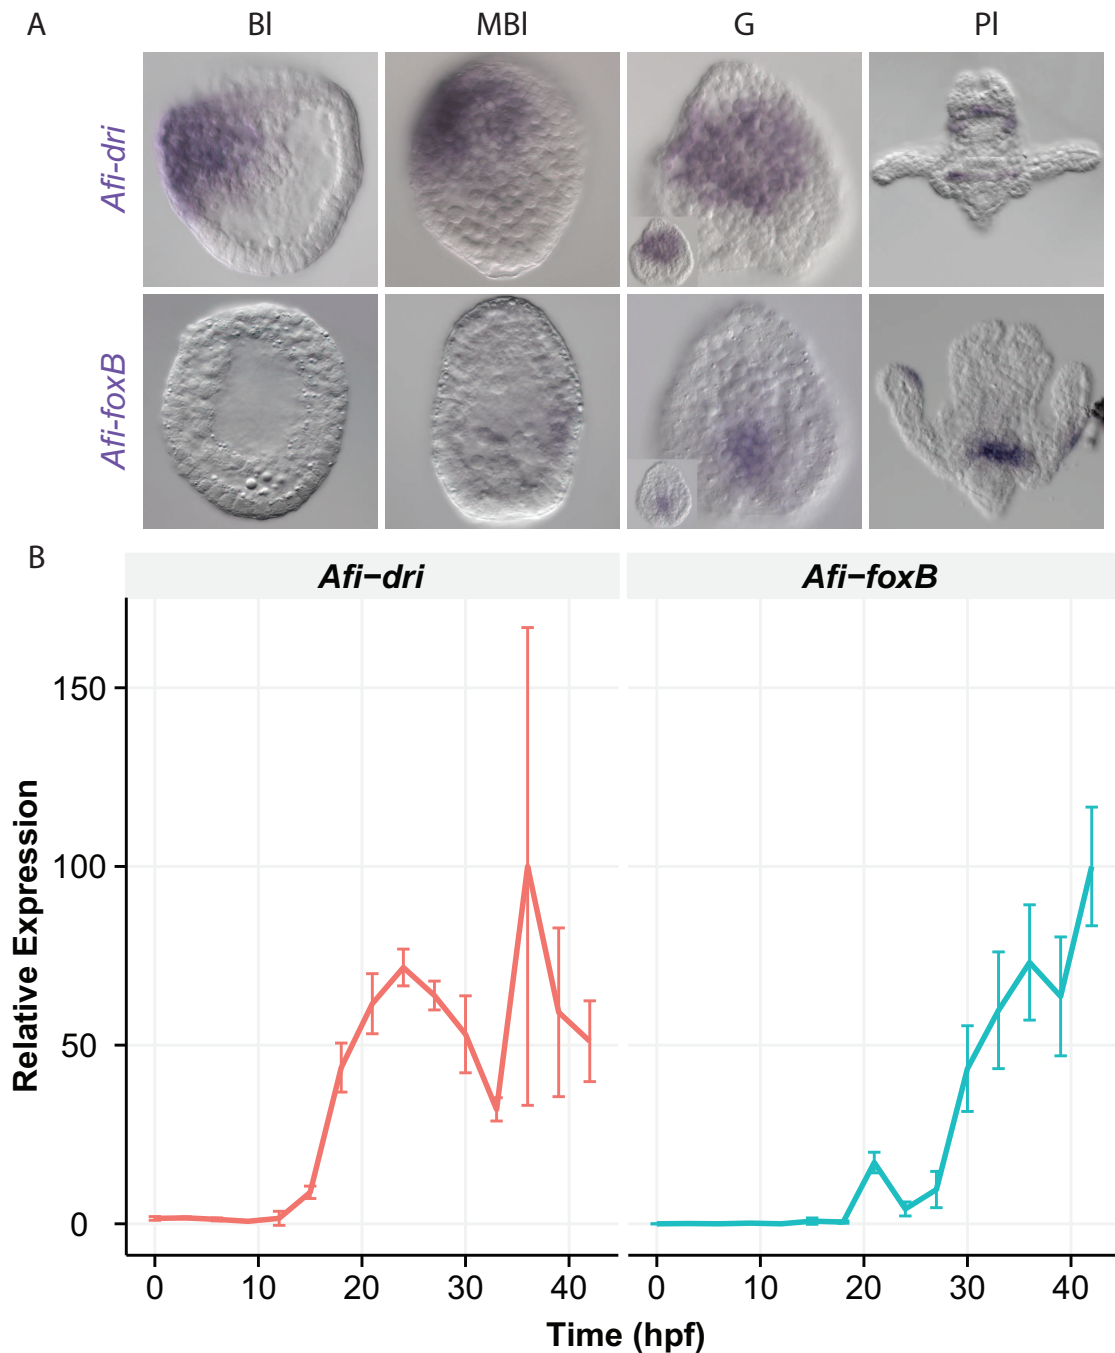 A
Bl MBl G Pl
Afi-dri
Afi-foxB
B
Afi−dri Afi−foxB
150
100
50
0
Relative Expression
0 10 20 30 40 0 10 20 30 40
Time (hpf)